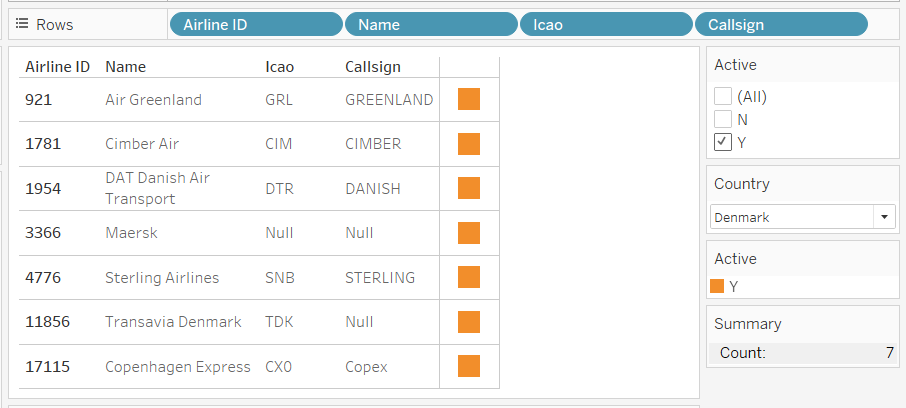 Rows Airline ID Name Icao Callsign
Airline ID Name Icao Callsign
921 Air Greenland GRL GREENLAND
1781 Cimber Air CIM CIMBER
1954 DAT Danish Air Transport DTR DANISH
3366 Maersk Null Null
4776 Sterling Airlines SNB STERLING
11856 Transavia Denmark TDK Null
17115 Copenhagen Express CX0 Copex
Active
(All)
N
Y
Country
Denmark
Active
Y
Summary
Count: 7